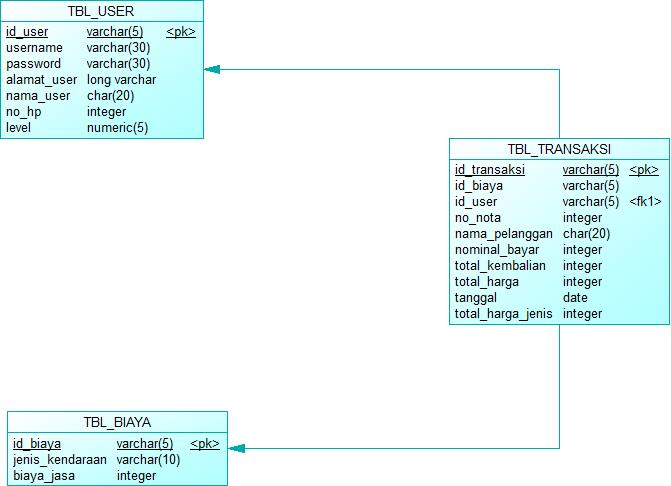 TBL_USER
id_user varchar(5) <pk>
username varchar(30)
password varchar(30)
alamat_user long varchar
nama_user char(20)
no_hp integer
level numeric(5)
TBL_TRANSAKSI
id_transaksi varchar(5) <pk>
id_biaya varchar(5)
id_user varchar(5) <fk1>
no_nota integer
nama_pelanggan char(20)
nominal_bayar integer
total_kembalian integer
total_harga integer
tanggal date
total_harga_jenis integer
TBL_BIAYA
id_biaya varchar(5) <pk>
jenis_kendaraan varchar(10)
biaya_jasa integer